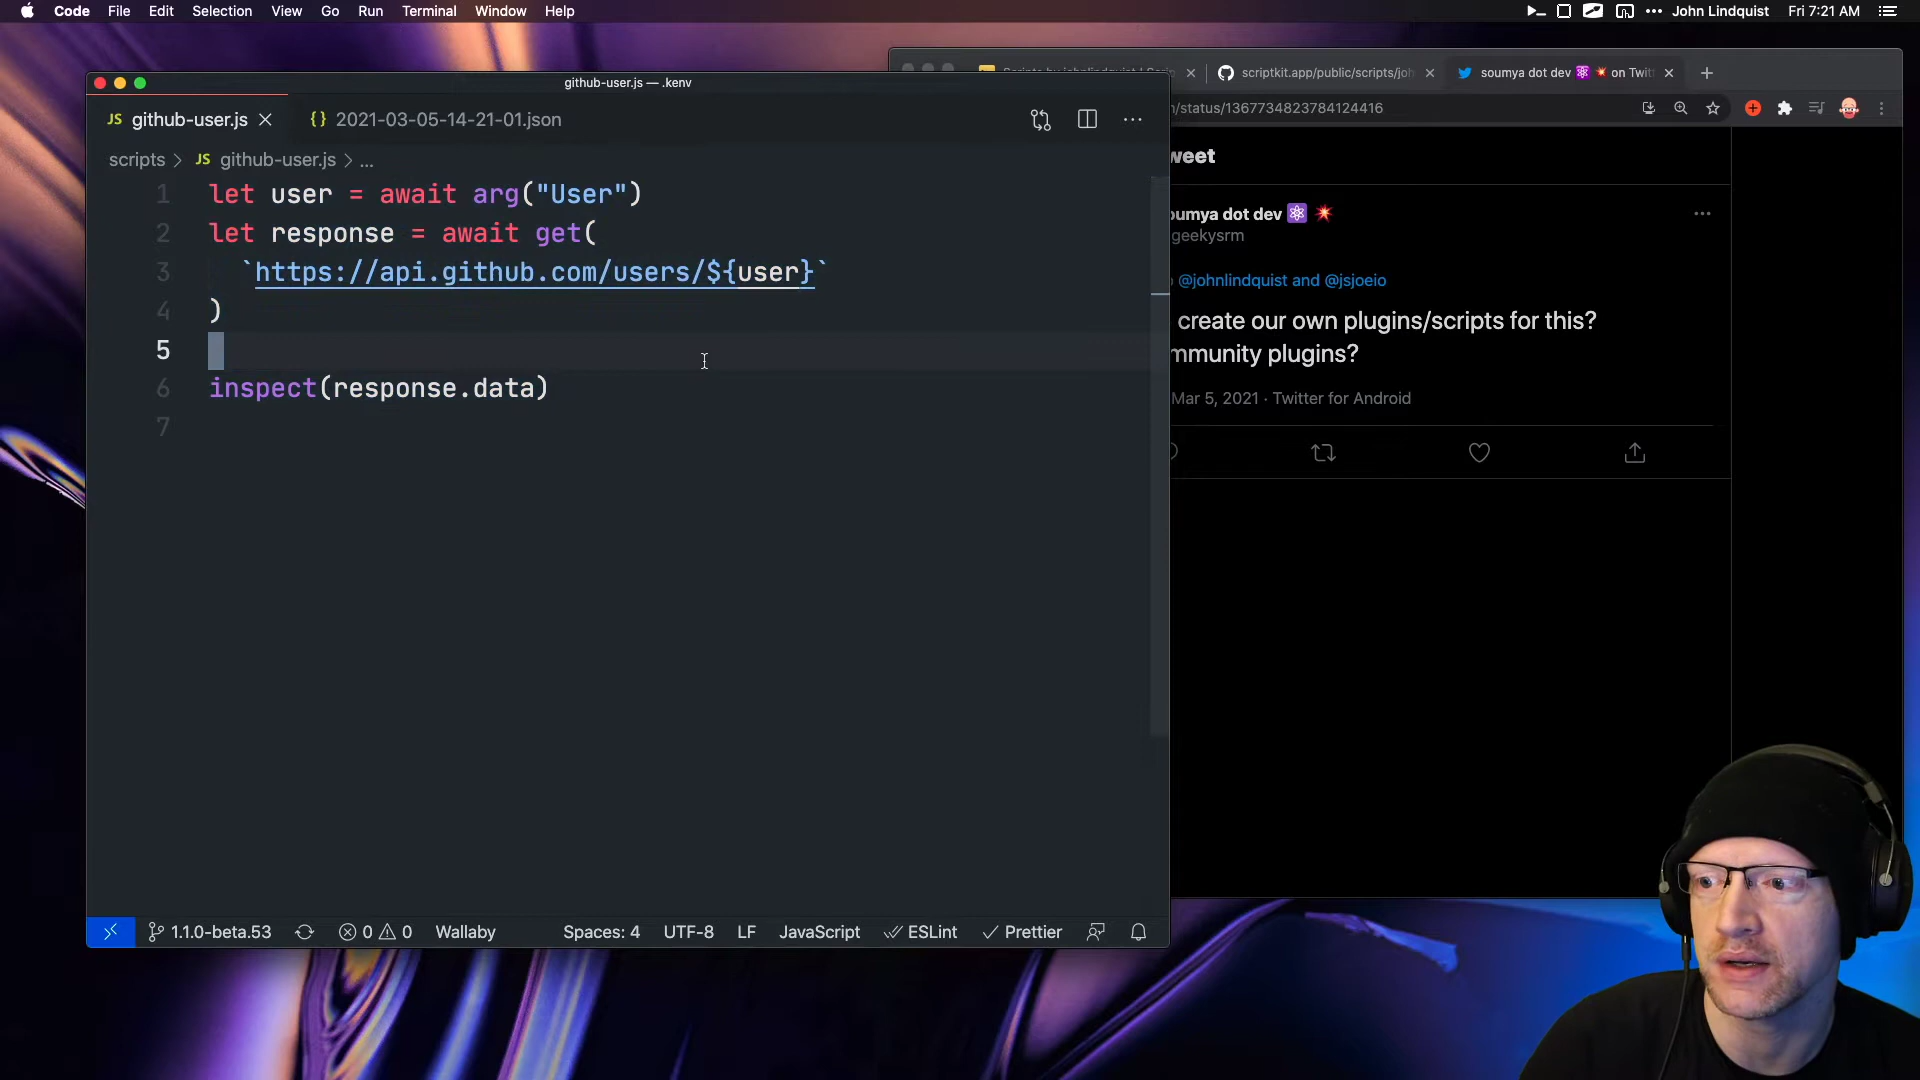 Code File Edit Selection View Go Run Terminal Window Help
John Lindquist Fri 7:21 AM
github-user.js — .kenv
JS github-user.js
{} 2021-03-05-14-21-01.json
scripts > JS github-user.js > ...
1 let user = await arg("User")
2 let response = await get(
3 `https://api.github.com/users/${user}`
4 )
5
6 inspect(response.data)
7
1.1.0-beta.53 0 0 Wallaby Spaces: 4 UTF-8 LF JavaScript ESLint Prettier
scriptkit.app/public/scripts/joh
soumya dot dev on Twit
/status/1367734823784124416
weet
oumya dot dev
geekysrm
@johnlindquist and @jsjoeio
create our own plugins/scripts for this?
mmunity plugins?
Mar 5, 2021 · Twitter for Android